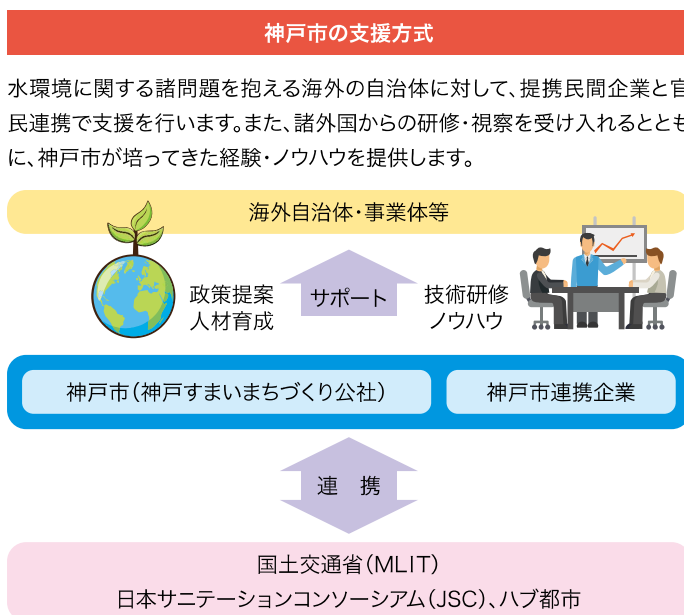 神戸市の支援方式
水環境に関する諸問題を抱える海外の自治体に対して、提携民間企業と官
民連携で支援を行います。また、諸外国からの研修・視察を受け入れるととも
に、神戸市が培ってきた経験・ノウハウを提供します。
海外自治体・事業体等
政策提案
人材育成
サポート
技術研修
ノウハウ
神戸市（神戸すまいまちづくり公社）
神戸市連携企業
連　携
国土交通省（MLIT）
日本サニテーションコンソーシアム（JSC）、ハブ都市